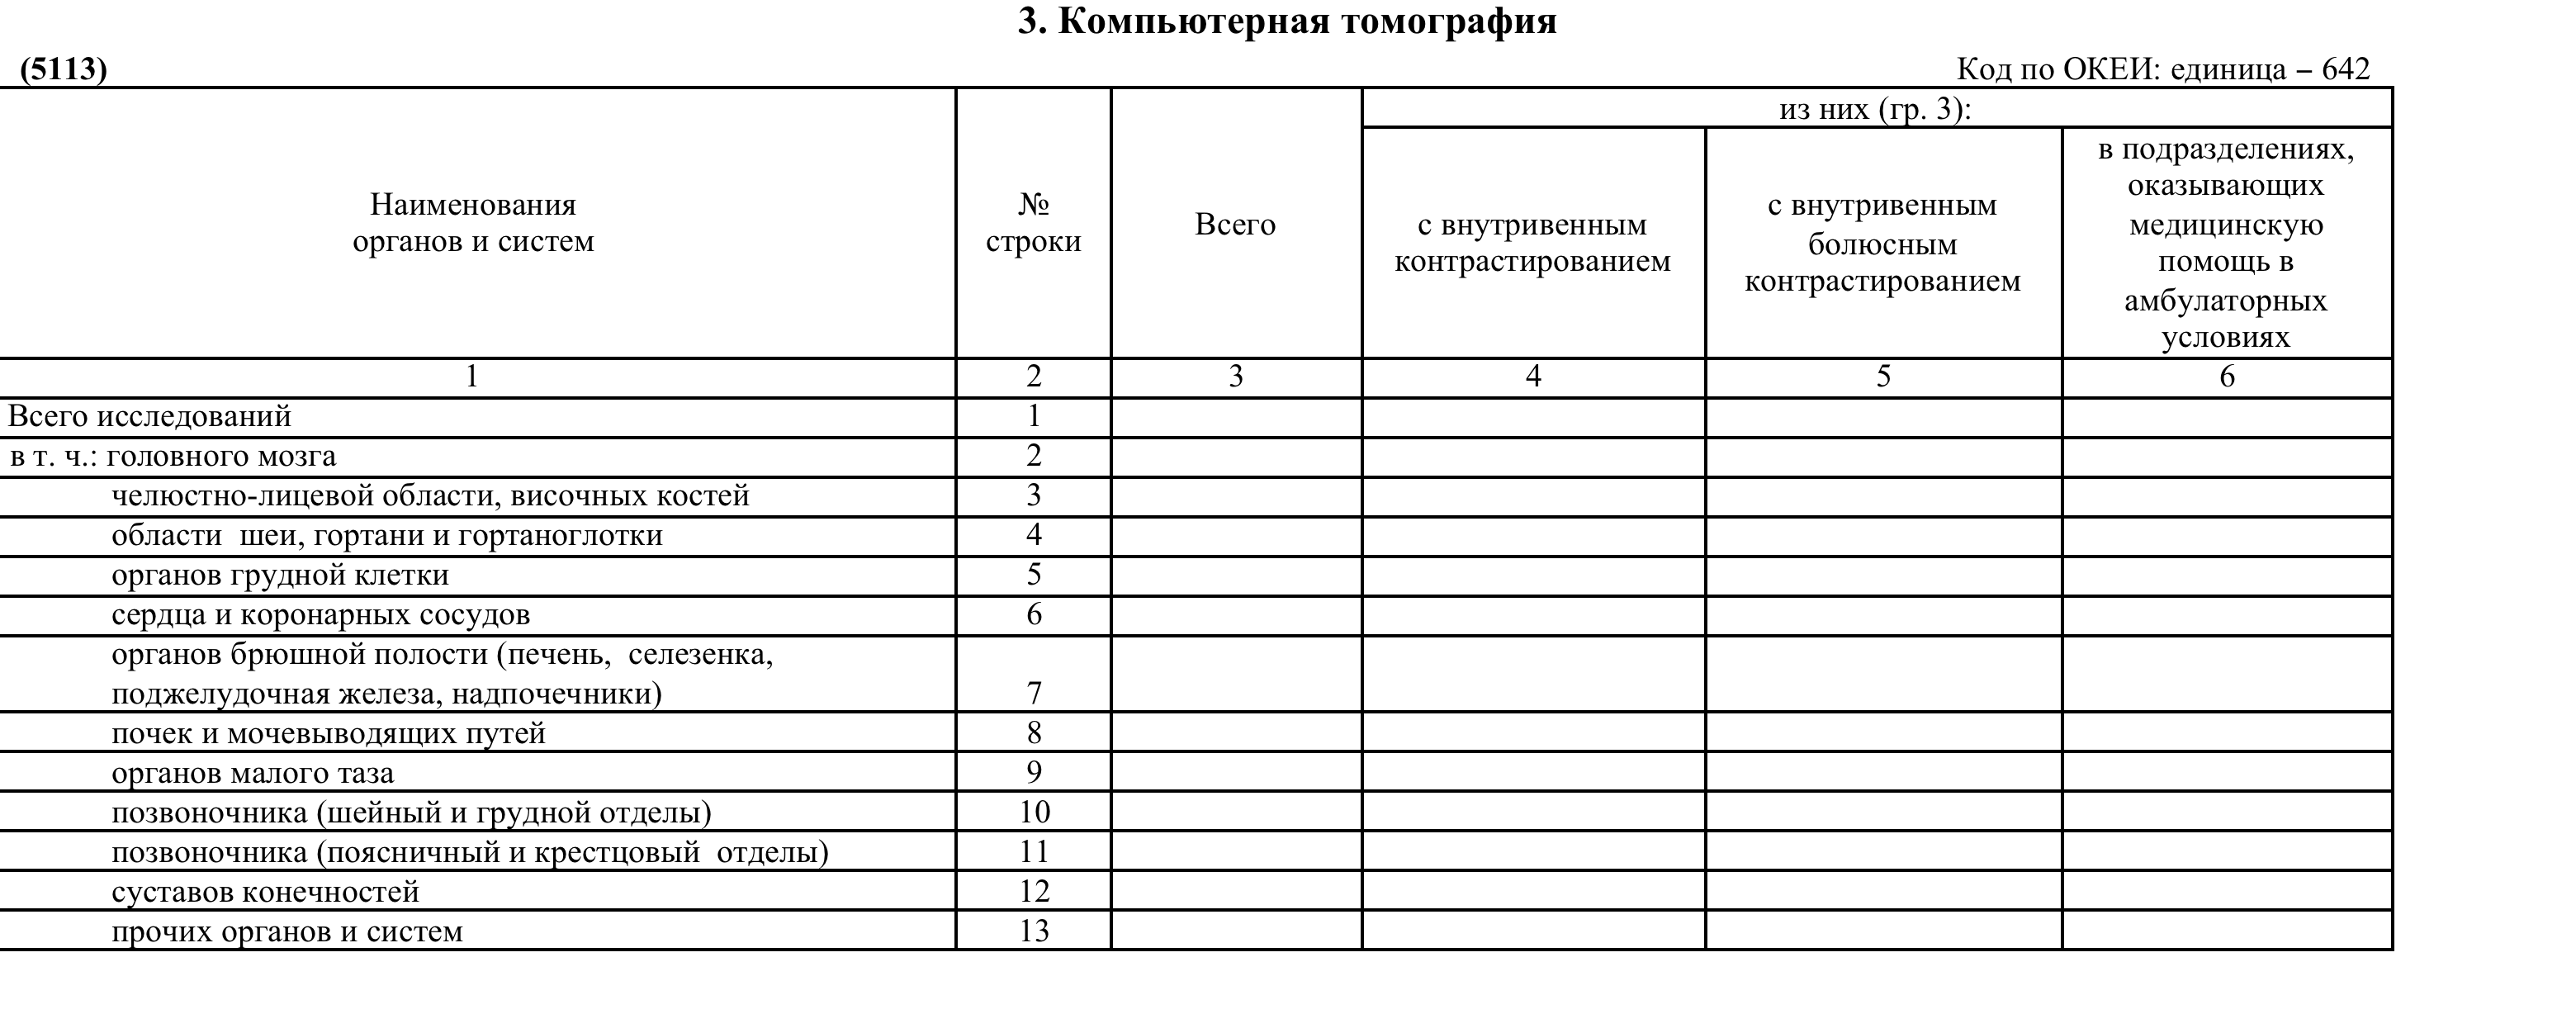 3. Компьютерная томография
(5113)
Код по ОКЕИ: единица – 642
Наименования
органов и систем
№
строки
Всего
из них (гр. 3):
с внутривенным
контрастированием
с внутривенным
болюсным
контрастированием
в подразделениях,
оказывающих
медицинскую
помощь в
амбулаторных
условиях
1 2 3 4 5 6
Всего исследований 1
в т. ч.: головного мозга 2
челюстно-лицевой области, височных костей 3
области  шеи, гортани и гортаноглотки 4
органов грудной клетки 5
сердца и коронарных сосудов 6
органов брюшной полости (печень,  селезенка,
поджелудочная железа, надпочечники) 7
почек и мочевыводящих путей 8
органов малого таза 9
позвоночника (шейный и грудной отделы) 10
позвоночника (поясничный и крестцовый  отделы) 11
суставов конечностей 12
прочих органов и систем 13